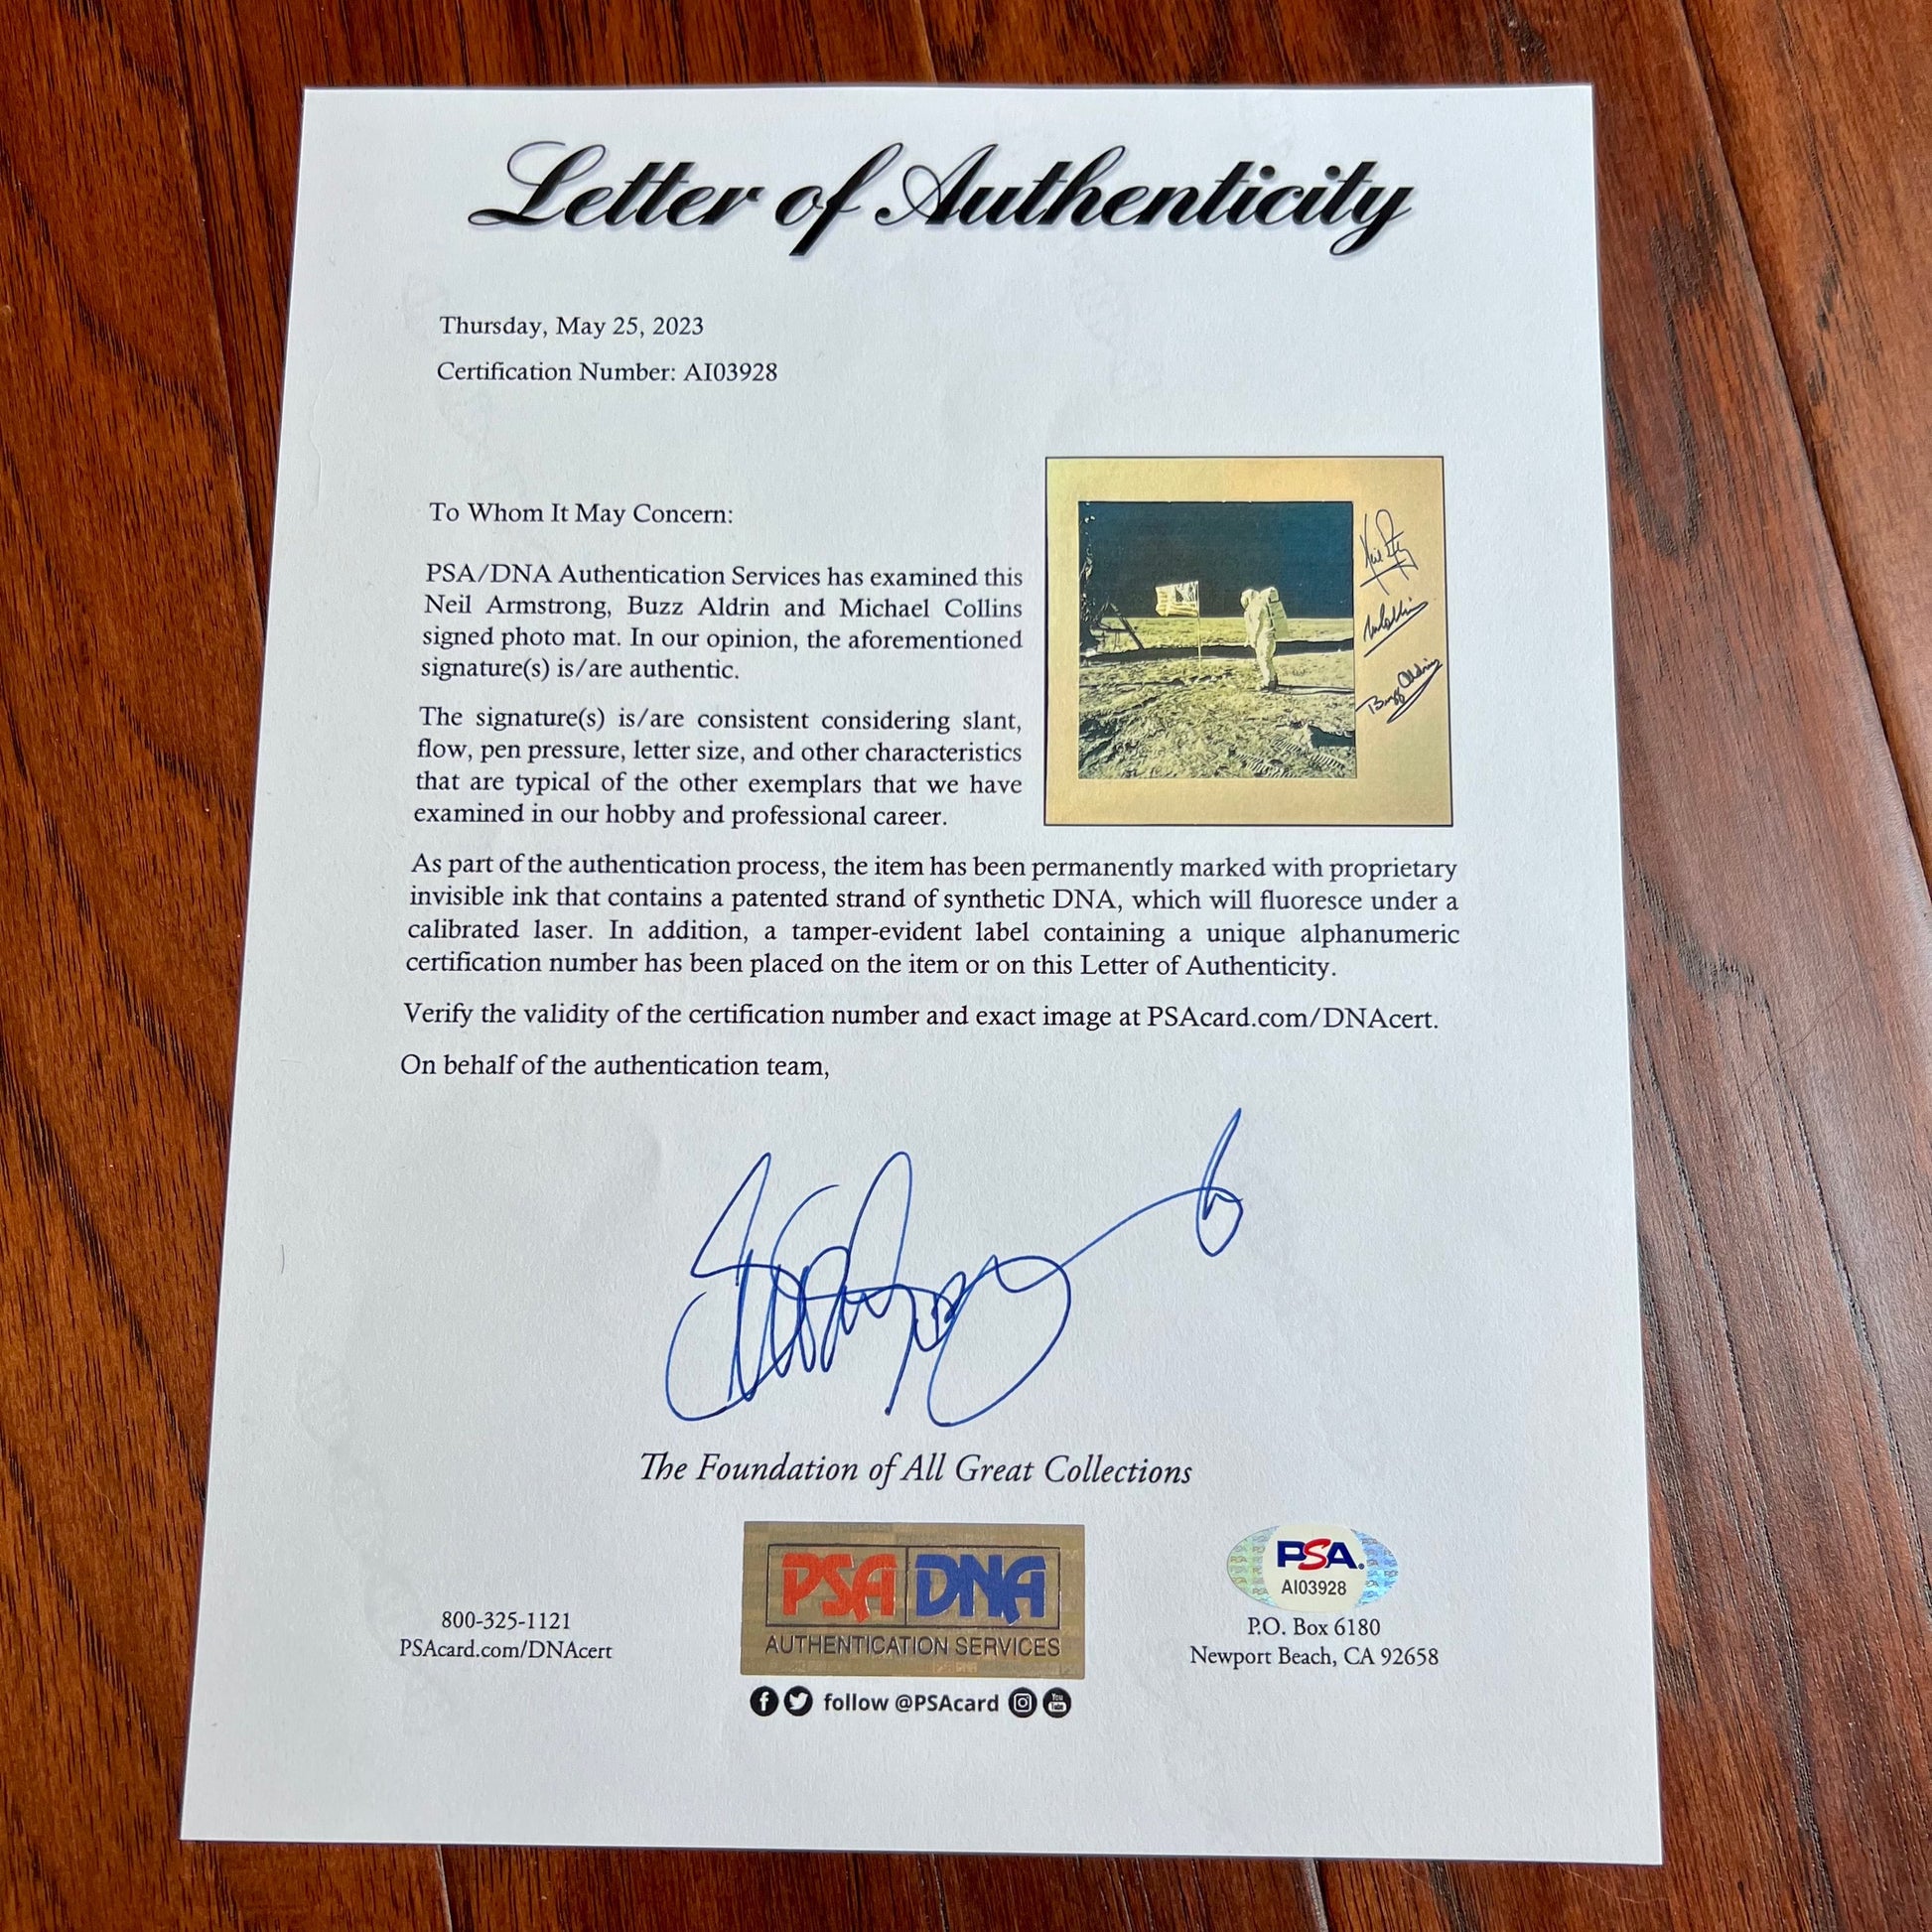 Letter of Authenticity
Thursday, May 25, 2023
Certification Number: AI03928
To Whom It May Concern:
PSA/DNA Authentication Services has examined this
Neil Armstrong, Buzz Aldrin and Michael Collins
signed photo mat. In our opinion, the aforementioned
signature(s) is/are authentic.
The signature(s) is/are consistent considering slant,
flow, pen pressure, letter size, and other characteristics
that are typical of the other exemplars that we have
examined in our hobby and professional career.
Buzz Aldrin
As part of the authentication process, the item has been permanently marked with proprietary
invisible ink that contains a patented strand of synthetic DNA, which will fluoresce under a
calibrated laser. In addition, a tamper-evident label containing a unique alphanumeric
certification number has been placed on the item or on this Letter of Authenticity.
Verify the validity of the certification number and exact image at PSAcard.com/DNAcert.
On behalf of the authentication team,
The Foundation of All Great Collections
800-325-1121
PSAcard.com/DNAcert
PSA DNA
AUTHENTICATION SERVICES
follow @PSAcard
You
Tube
PSA.
AI03928
P.O. Box 6180
Newport Beach, CA 92658